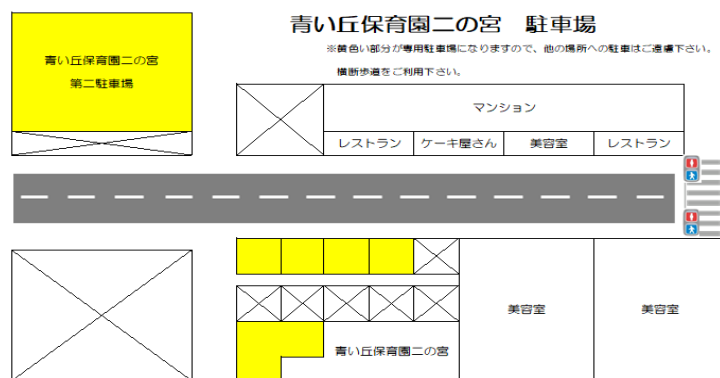 青い丘保育園二の宮　駐車場
※黄色い部分が専用駐車場になりますので、他の場所への駐車はご遠慮下さい。
横断歩道をご利用下さい。
青い丘保育園二の宮
第二駐車場
マンション
レストラン
ケーキ屋さん
美容室
レストラン
美容室
美容室
青い丘保育園二の宮